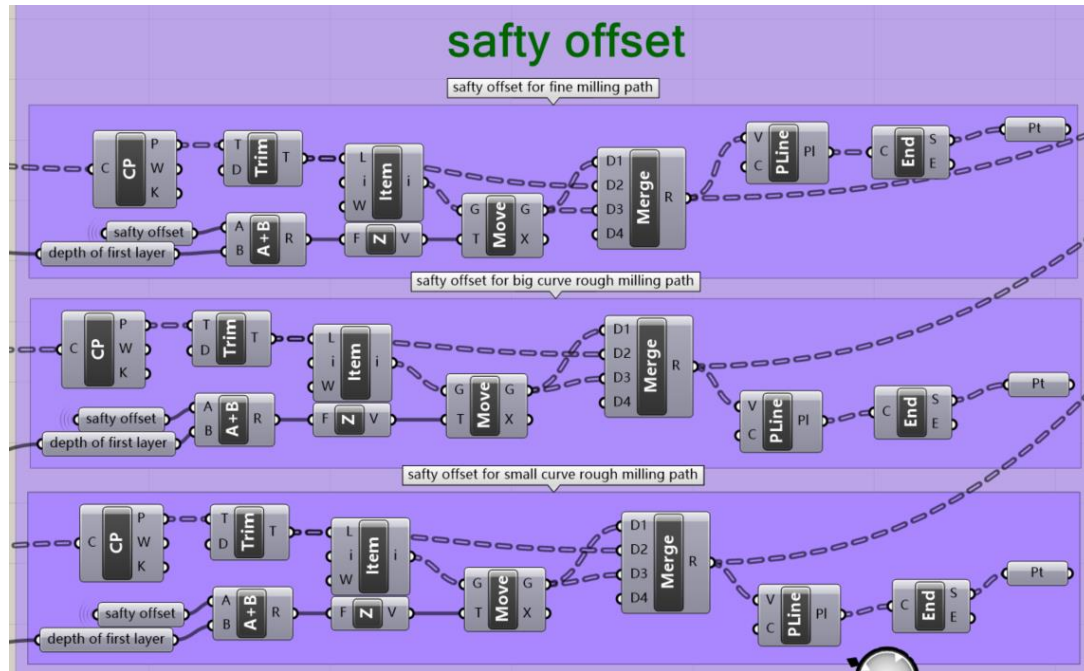 safty offset
safty offset for fine milling path
C CP P W K
T D Trim T
L i W Item i
safty offset
depth of first layer
A B A+B R
F Z V
G T Move G X
D1 D2 D3 D4 Merge R
V C PLine Pl
C End S E
Pt
safty offset for big curve rough milling path
C CP P W K
T D Trim T
L i W Item i
safty offset
depth of first layer
A B A+B R
F Z V
G T Move G X
D1 D2 D3 D4 Merge R
V C PLine Pl
C End S E
Pt
safty offset for small curve rough milling path
C CP P W K
T D Trim T
L i W Item i
safty offset
depth of first layer
A B A+B R
F Z V
G T Move G X
D1 D2 D3 D4 Merge R
V C PLine Pl
C End S E
Pt